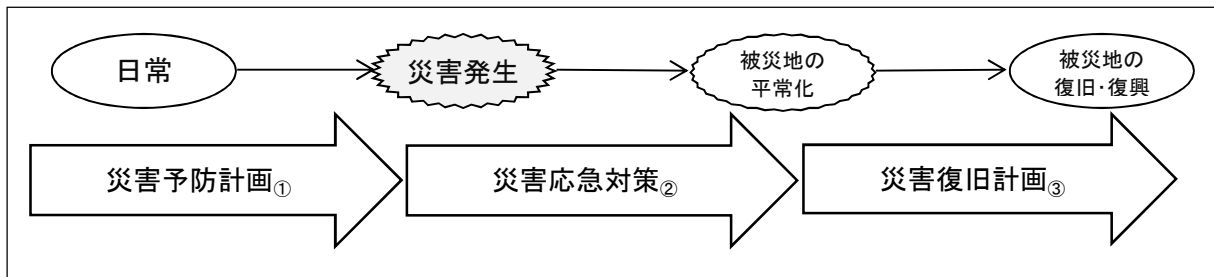 日常
災害発生
被災地の
平常化
被災地の
復旧・復興
災害予防計画①
災害応急対策②
災害復旧計画③